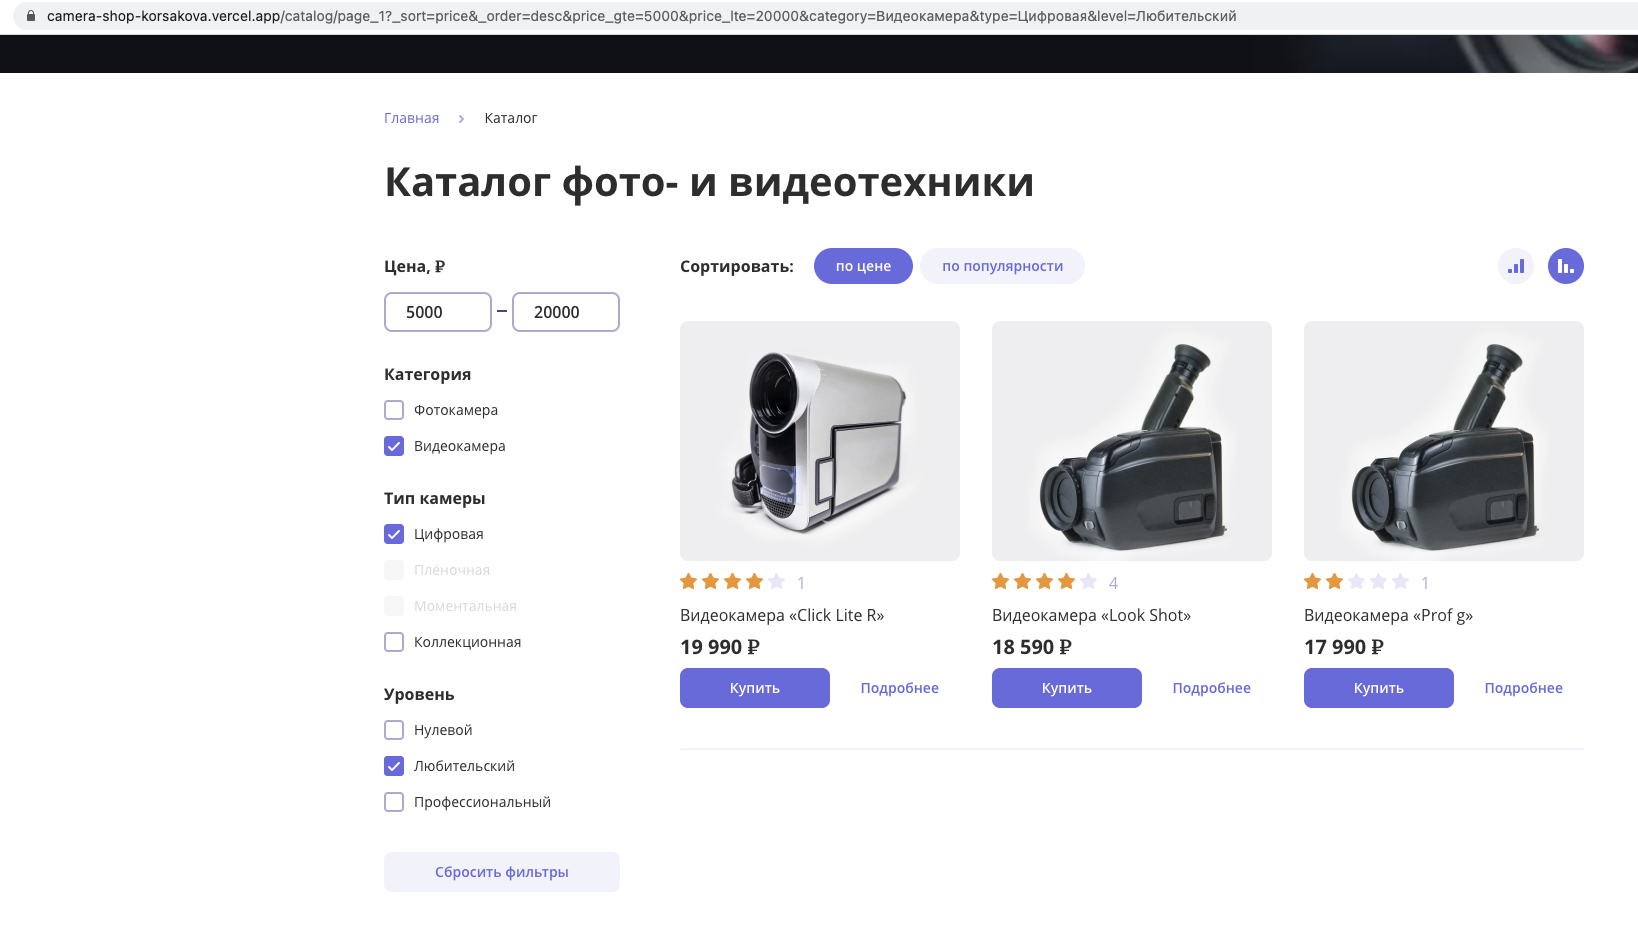 camera-shop-korsakova.vercel.app/catalog/page_1?_sort=price&_order=desc&price_gte=5000&price_lte=20000&category=Видеокамера&type=Цифровая&level=Любительский
Главная > Каталог
Каталог фото- и видеотехники
Цена, ₽
5000 – 20000
Категория
Фотокамера
Видеокамера
Тип камеры
Цифровая
Плёночная
Моментальная
Коллекционная
Уровень
Нулевой
Любительский
Профессиональный
Сбросить фильтры
Сортировать: по цене по популярности
1
Видеокамера «Click Lite R»
19 990 ₽
Купить Подробнее
4
Видеокамера «Look Shot»
18 590 ₽
Купить Подробнее
1
Видеокамера «Prof g»
17 990 ₽
Купить Подробнее